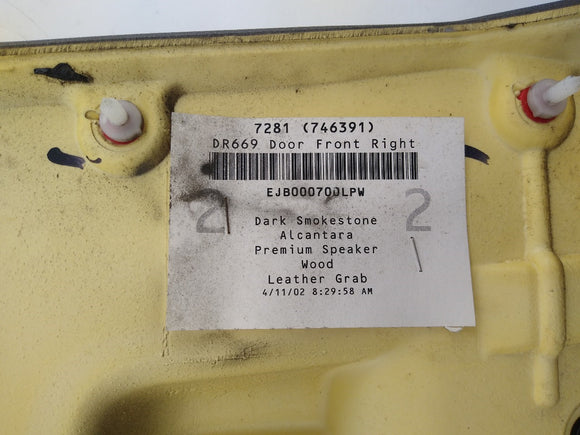 7281 (746391)
DR669 Door Front Right
EJB000700LPW
2 2
Dark Smokestone
Alcantara
Premium Speaker
Wood
Leather Grab
4/11/02 8:29:58 AM